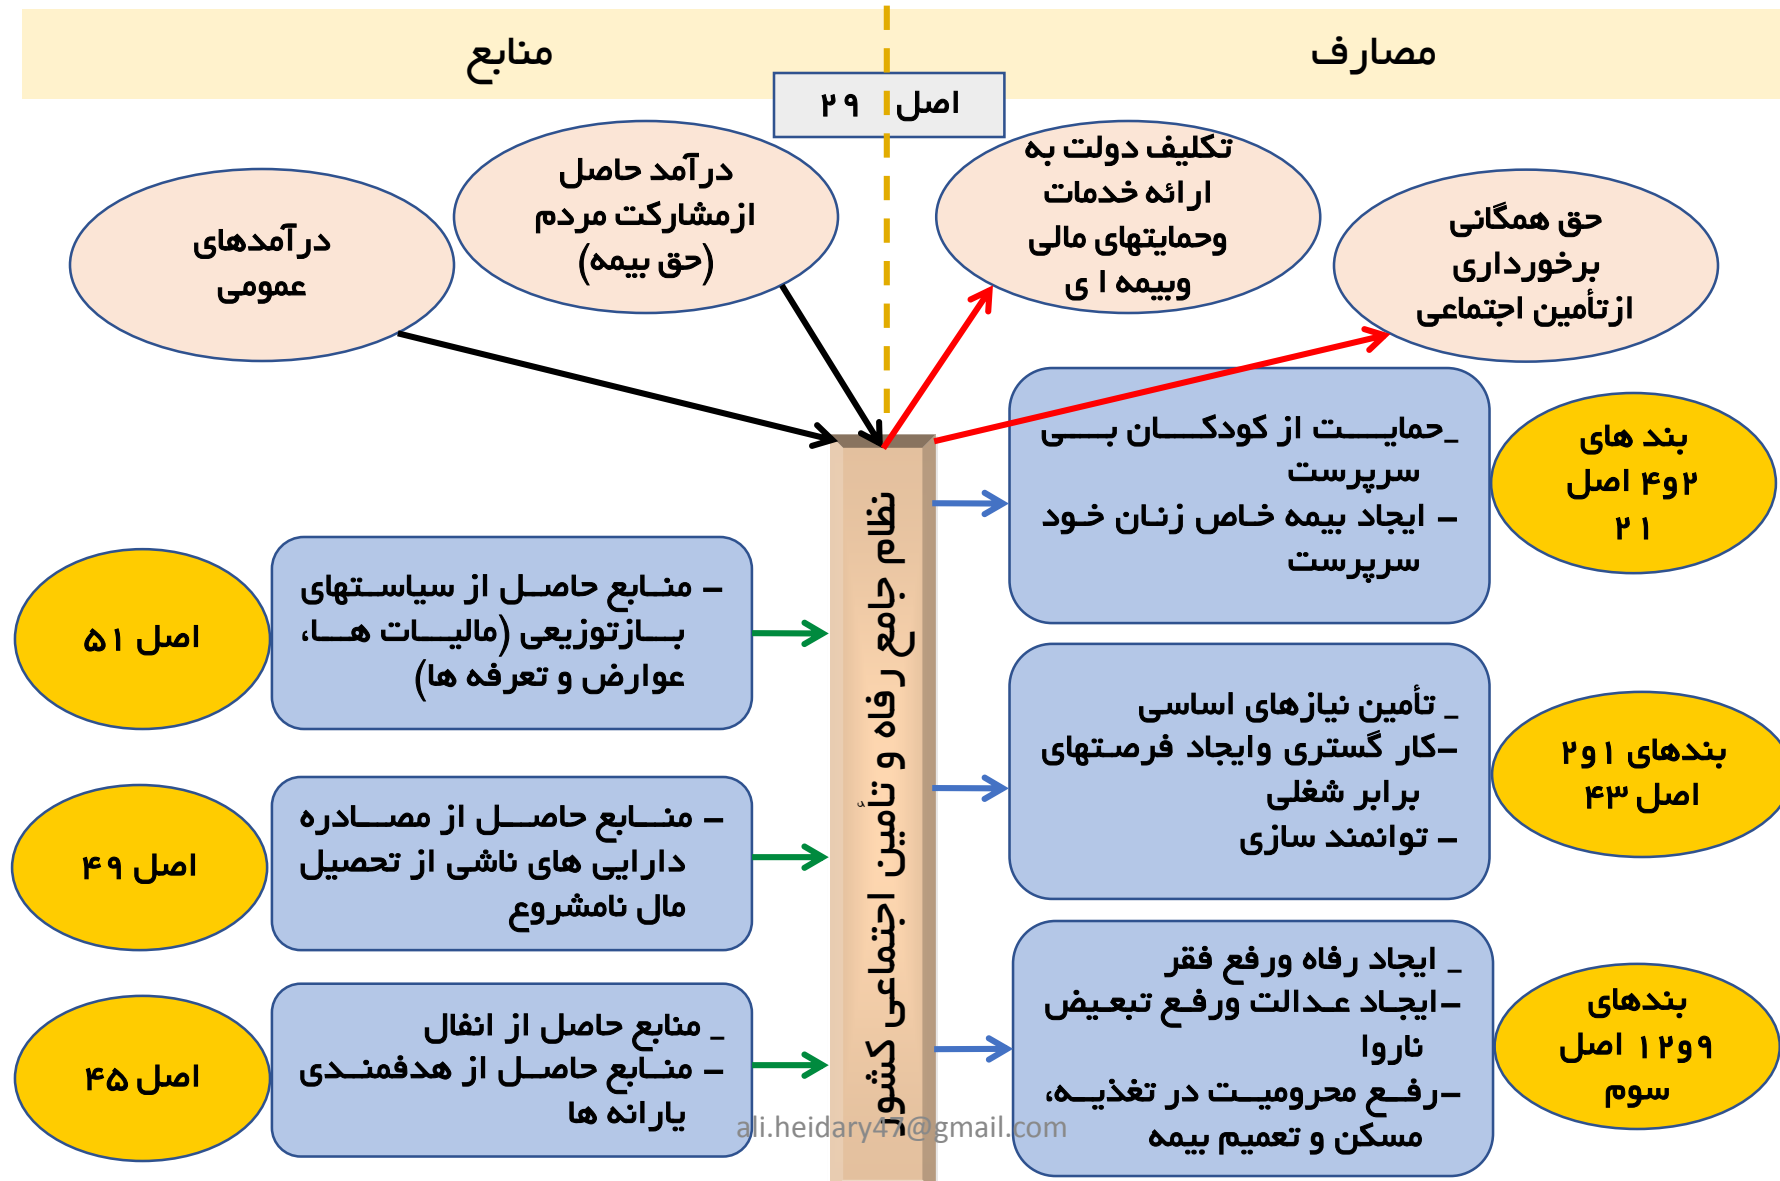 مصارف
منابع
اصل ۲۹
حق همگانی
برخورداری
ازتأمین اجتماعی
تکلیف دولت به
ارائه خدمات
وحمایتهای مالی
وبیمه ا ی
درآمد حاصل
ازمشارکت مردم
(حق بیمه)
درآمدهای
عمومی
بند های
۲و۴ اصل
۲۱
_حمایت از کودکان بی
سرپرست
– ایجاد بیمه خاص زنان خود
سرپرست
بندهای ۱و۲
اصل ۴۳
_ تأمین نیازهای اساسی
–کار گستری وایجاد فرصتهای
برابر شغلی
– توانمند سازی
بندهای
۹و۱۲ اصل
سوم
_ ایجاد رفاه ورفع فقر
–ایجاد عدالت ورفع تبعیض
ناروا
–رفع محرومیت در تغذیه،
مسکن و تعمیم بیمه
نظام جامع رفاه و تأمین اجتماعی کشور
– منابع حاصل از سیاستهای
بازتوزیعی (مالیات ها،
عوارض و تعرفه ها)
اصل ۵۱
– منابع حاصل از مصادره
دارایی های ناشی از تحصیل
مال نامشروع
اصل ۴۹
_ منابع حاصل از انفال
– منابع حاصل از هدفمندی
یارانه ها
اصل ۴۵
ali.heidary47@gmail.com